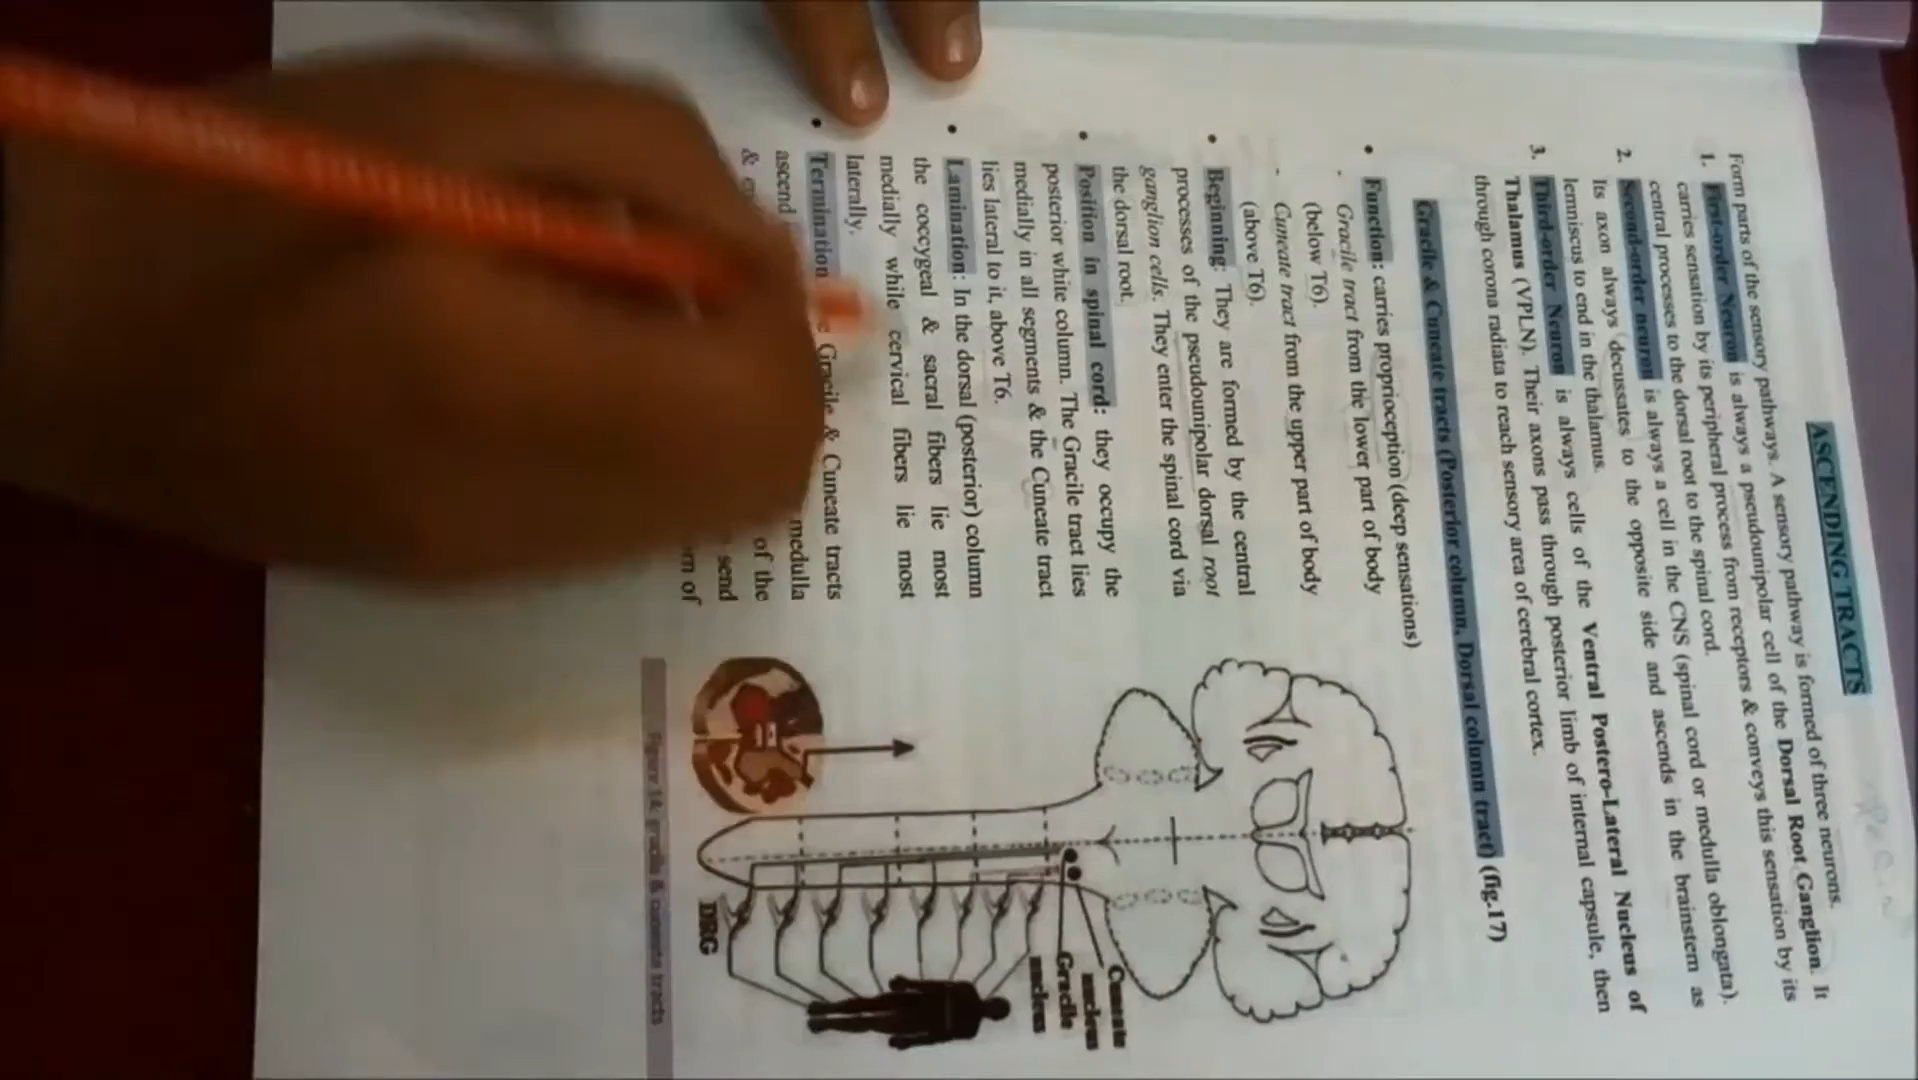 ASCENDING TRACTS
Form parts of the sensory pathways. A sensory pathway is formed of three neurons.
1. First-order Neuron is always a pseudounipolar cell of the Dorsal Root Ganglion. It
carries sensation by its peripheral process from receptors & conveys this sensation by its
central processes to the dorsal root to the spinal cord.
2. Second-order neuron is always a cell in the CNS (spinal cord or medulla oblongata).
Its axon always decussates to the opposite side and ascends in the brainstem as
lemniscus to end in the thalamus.
3. Third-order Neuron is always cells of the Ventral Postero-Lateral Nucleus of
Thalamus (VPLN). Their axons pass through posterior limb of internal capsule, then
through corona radiata to reach sensory area of cerebral cortex.
Gracile & Cuneate tracts (Posterior column, Dorsal column tract) (fig.17)
• Function: carries proprioception (deep sensations)
- Gracile tract from the lower part of body
(below T6).
- Cuneate tract from the upper part of body
(above T6).
• Beginning: They are formed by the central
processes of the pseudounipolar dorsal root
ganglion cells. They enter the spinal cord via
the dorsal root.
• Position in spinal cord: they occupy the
posterior white column. The Gracile tract lies
medially in all segments & the Cuneate tract
lies lateral to it, above T6.
• Lamination: In the dorsal (posterior) column
the coccygeal & sacral fibers lie most
medially while cervical fibers lie most
laterally.
• Termination Gracile & Cuneate tracts
ascend medulla
& of the
send
of
Cuneate
nucleus
Gracile
nucleus
DRG
gracile & cuneate tracts